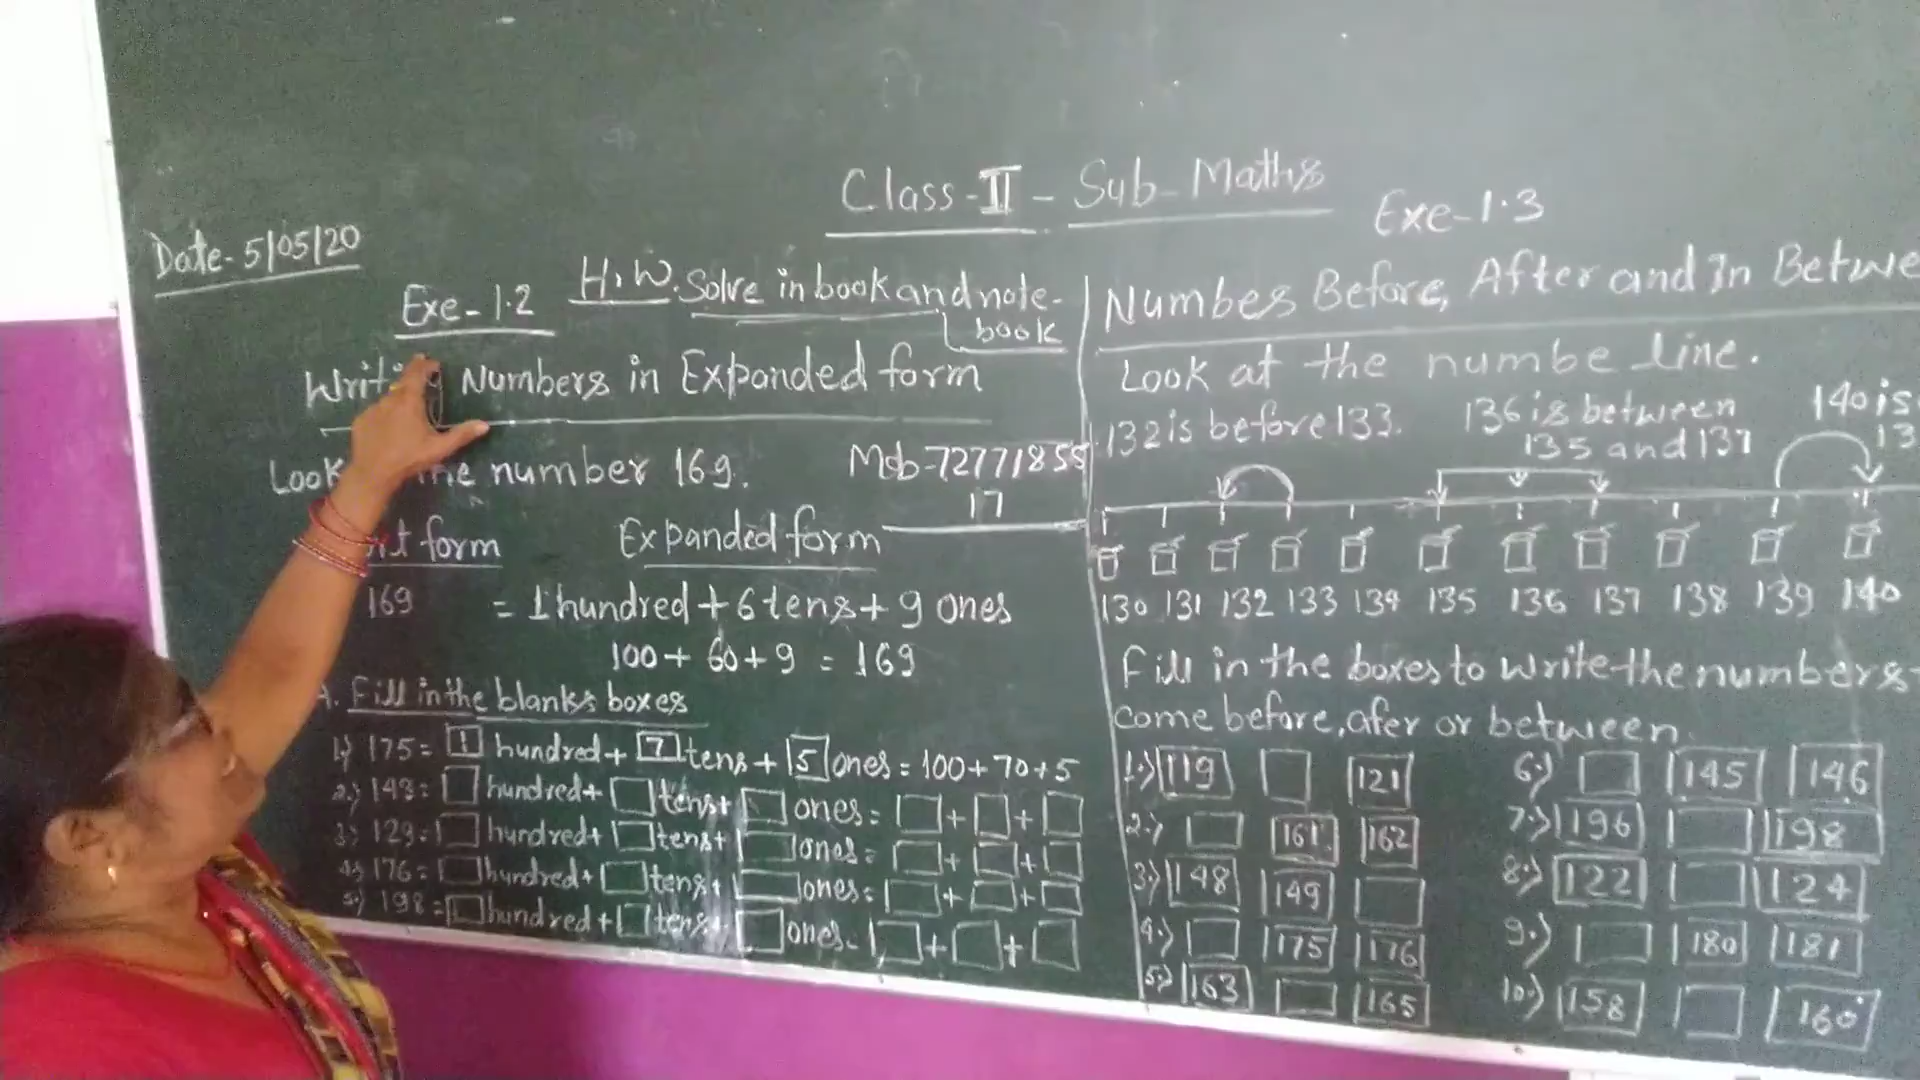 Class-II - Sub-Maths
Date-5/05/20
Exe-1.2
H.W. Solve in book and note-
book
Writing Numbers in Expanded form
Look the number 169.
Mob-72771855
17
form
Expanded form
169 = 1 hundred + 6 tens + 9 ones
100 + 60 + 9 = 169
A. Fill in the blanks boxes
1) 175 = 1 hundred + 7 tens + 5 ones = 100 + 70 + 5
2) 143 = hundred + tens + ones = + +
3) 129 = hundred + tens + ones = + +
4) 176 = hundred + tens + ones = + +
5) 198 = hundred + tens + ones = + +
Exe-1.3
Numbes Before, After and In Betwe
Look at the numbe line.
132 is before 133.
136 is between
135 and 137
140 is
13
130 131 132 133 134 135 136 137 138 139 140
Fill in the boxes to write the numbers
come before, afer or between.
1.) 119 121
2.) 161 162
3.) 148 149
4.) 175 176
5.) 163 165
6.) 145 146
7.) 196 198
8.) 122 124
9.) 180 181
10.) 158 160